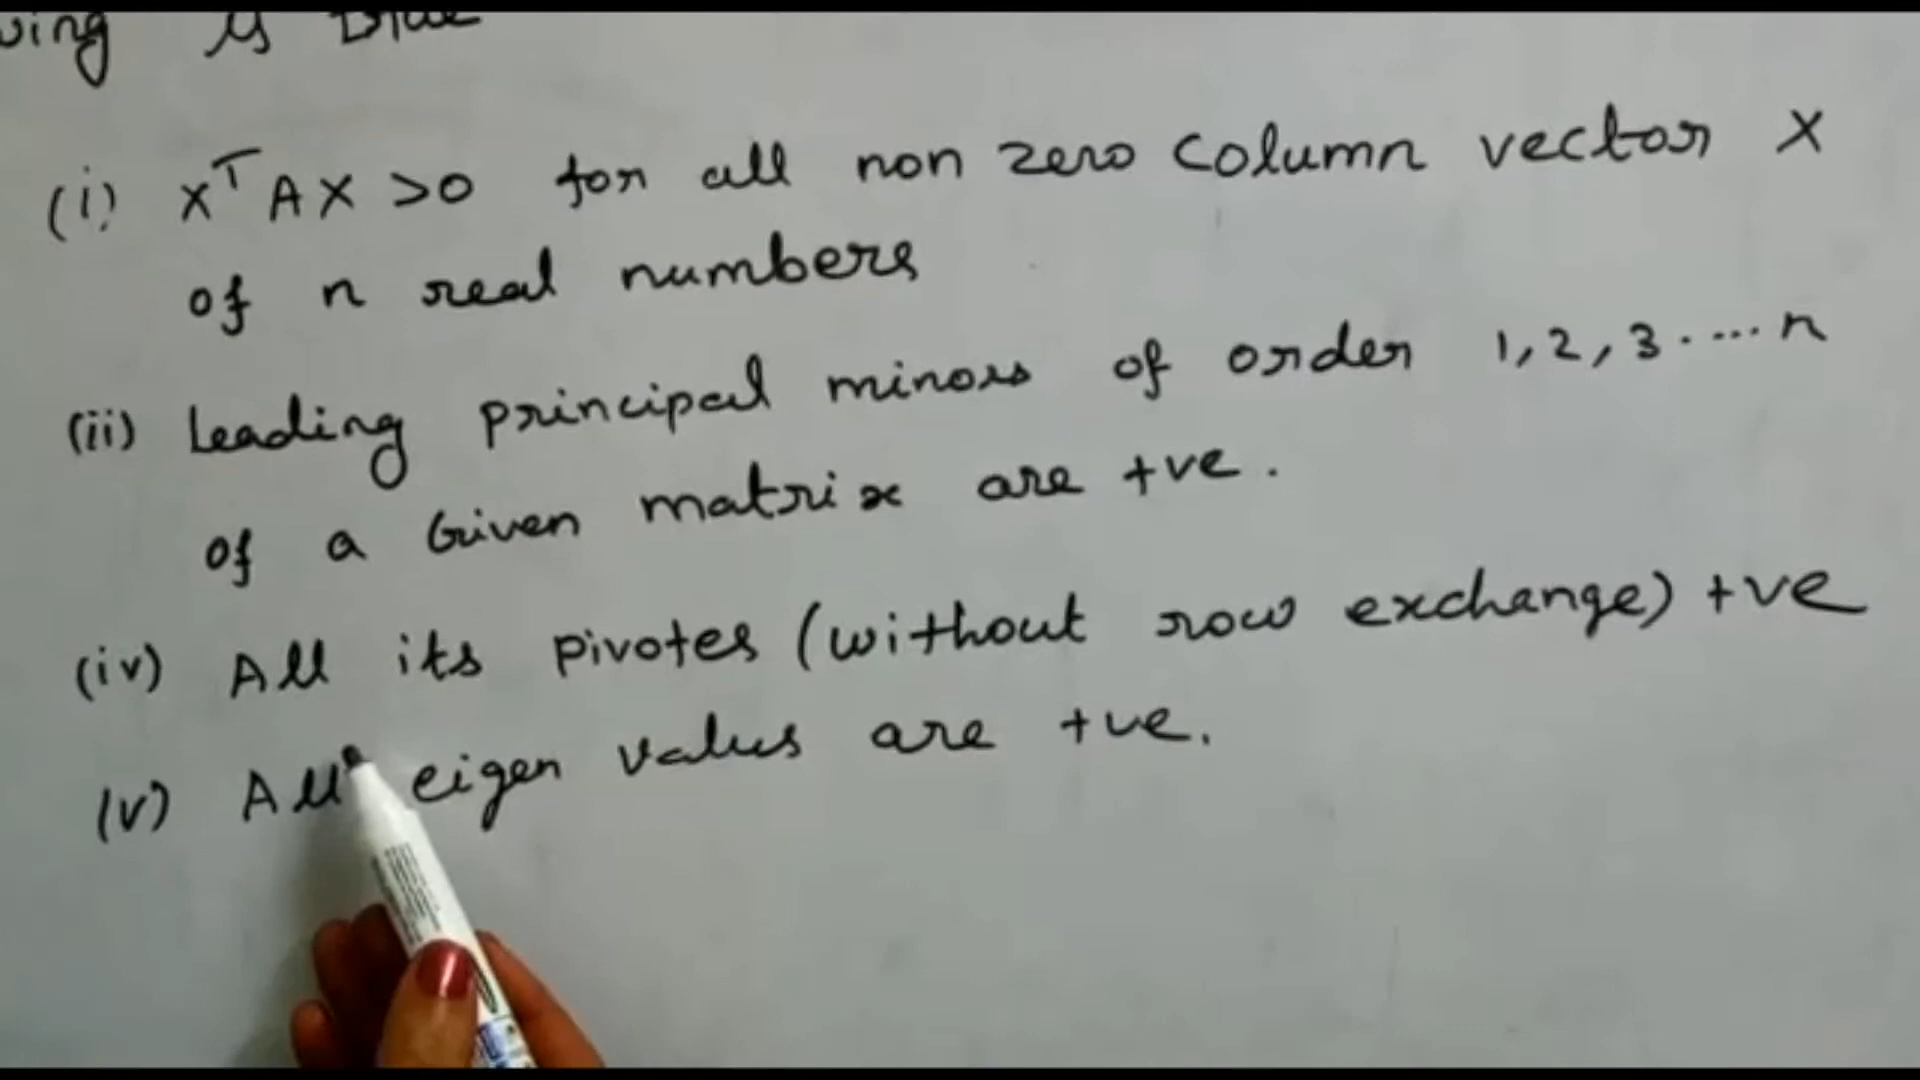 (i) X^T A X >0 for all non zero column vector X
of n real numbers
(ii) Leading principal minors of order 1, 2, 3 ..... n
of a Given matrix are +ve.
(iv) All its pivotes (without row exchange) +ve
(v) All eigen values are +ve.